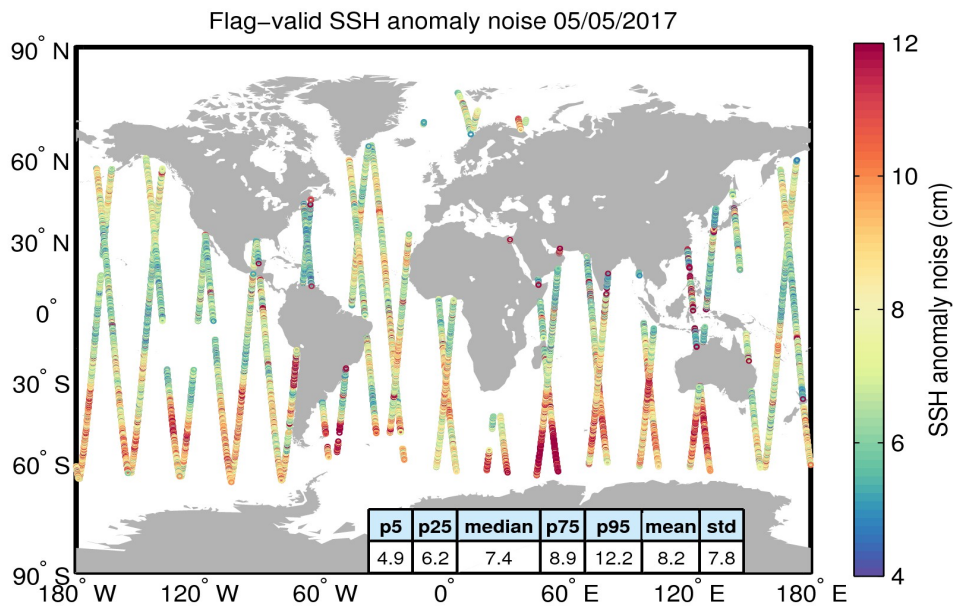 Flag−valid SSH anomaly noise 05/05/2017
90° N
60° N
30° N
0°
30° S
60° S
90° S
180° W
120° W
60° W
0°
60° E
120° E
180° E
p5 p25 median p75 p95 mean std
4.9 6.2 7.4 8.9 12.2 8.2 7.8
12
10
8
6
4
SSH anomaly noise (cm)